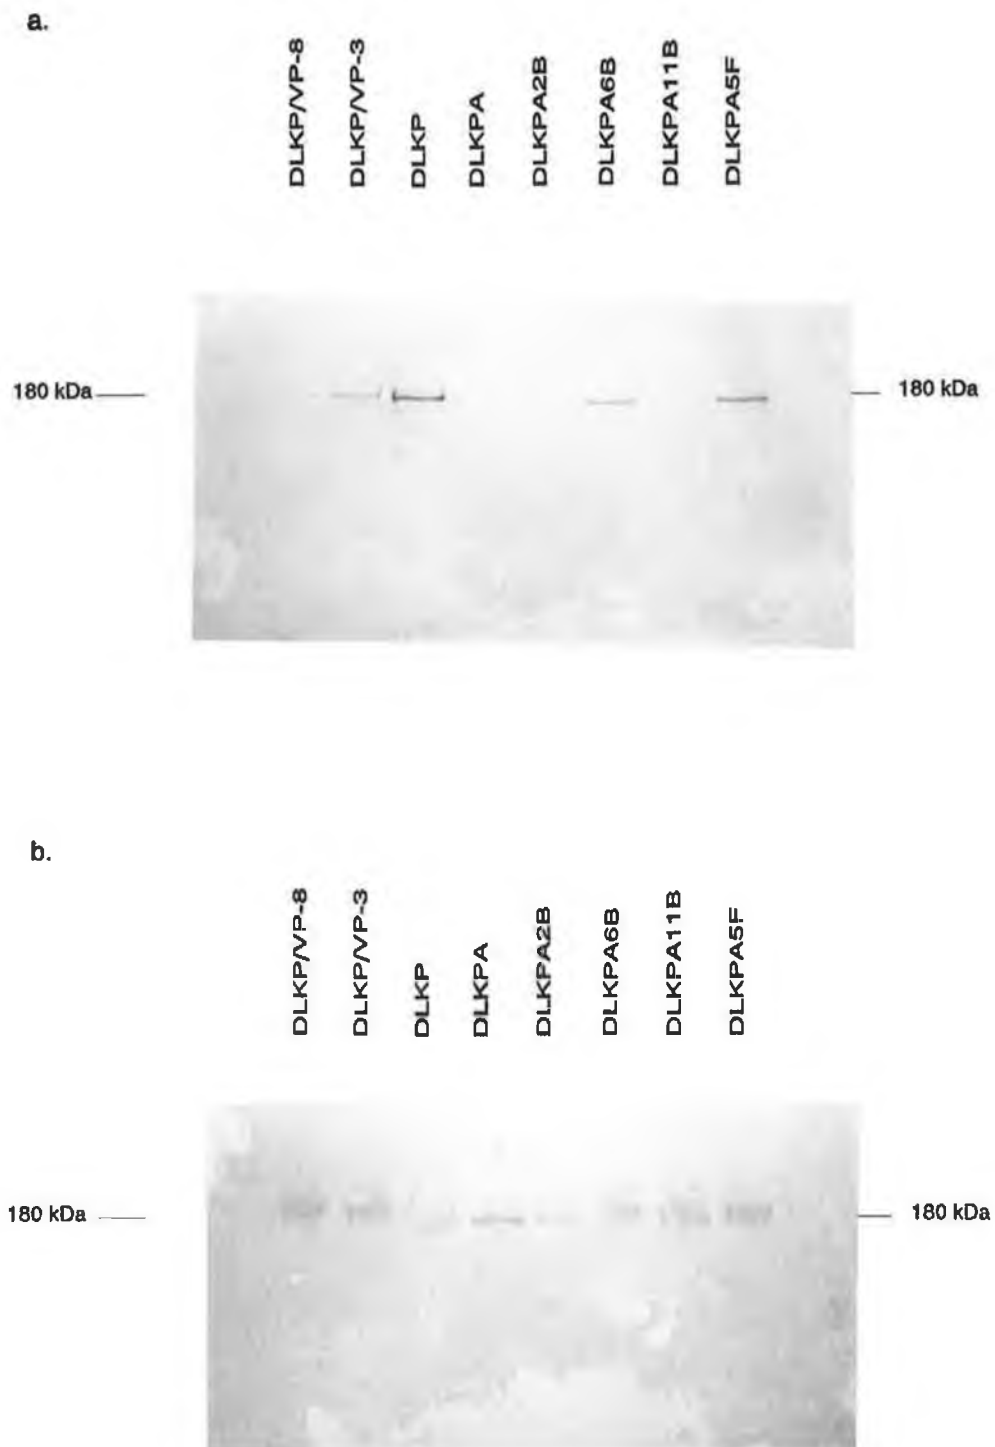 a.
DLKP/VP-8
DLKP/VP-3
DLKP
DLKPA
DLKPA2B
DLKPA6B
DLKPA11B
DLKPA5F
180 kDa
180 kDa
b.
DLKP/VP-8
DLKP/VP-3
DLKP
DLKPA
DLKPA2B
DLKPA6B
DLKPA11B
DLKPA5F
180 kDa
180 kDa